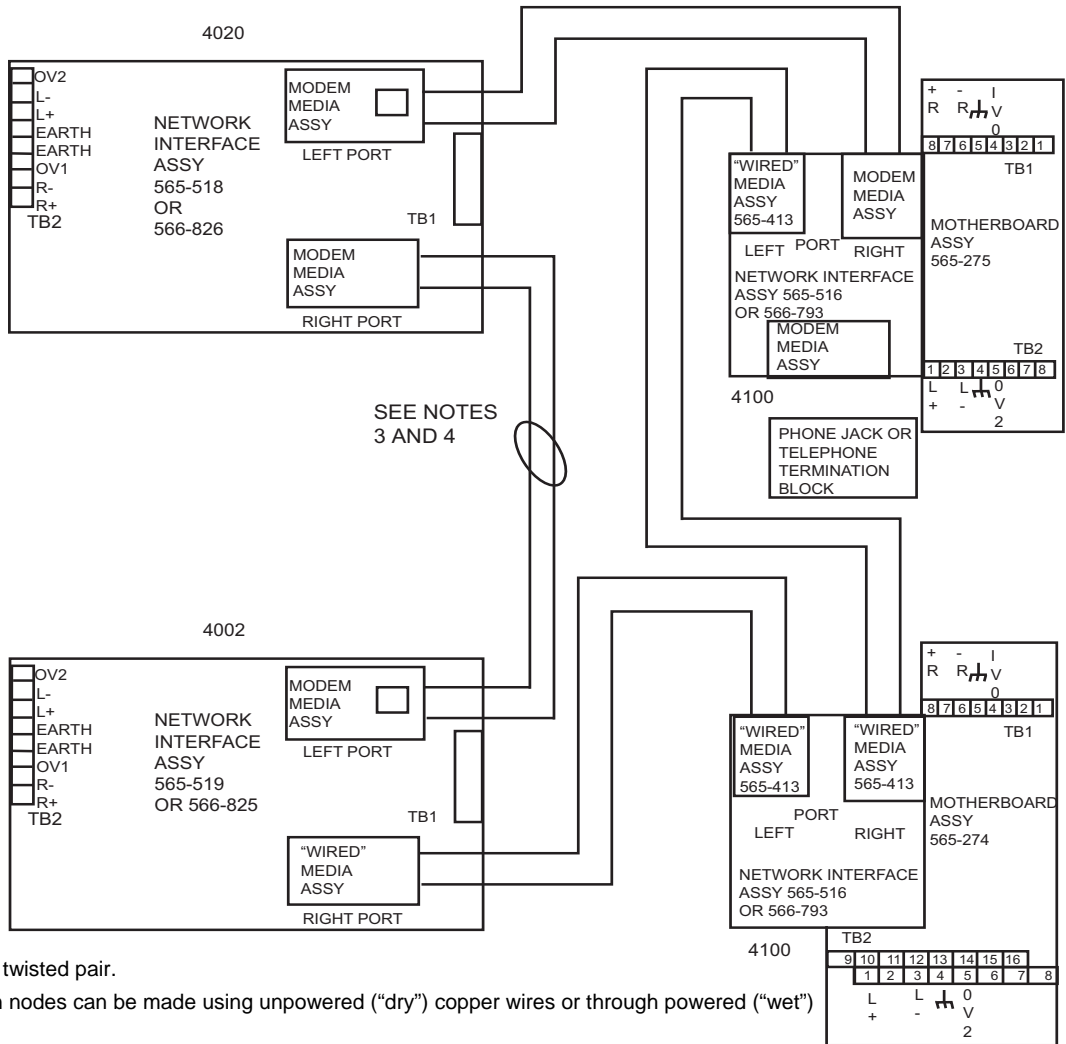 4020
OV2
L-
L+
EARTH
EARTH
OV1
R-
R+
TB2
NETWORK
INTERFACE
ASSY
565-518
OR
566-826
MODEM
MEDIA
ASSY
LEFT PORT
TB1
MODEM
MEDIA
ASSY
RIGHT PORT
+ - I
R R V
0
8 7 6 5 4 3 2 1
TB1
"WIRED"
MEDIA
ASSY
565-413
MODEM
MEDIA
ASSY
LEFT PORT RIGHT
NETWORK INTERFACE
ASSY 565-516
OR 566-793
MODEM
MEDIA
ASSY
MOTHERBOARD
ASSY
565-275
TB2
1 2 3 4 5 6 7 8
L L 0
+ - V
2
4100
PHONE JACK OR
TELEPHONE
TERMINATION
BLOCK
SEE NOTES
3 AND 4
4002
OV2
L-
L+
EARTH
EARTH
OV1
R-
R+
TB2
NETWORK
INTERFACE
ASSY
565-519
OR 566-825
MODEM
MEDIA
ASSY
LEFT PORT
TB1
"WIRED"
MEDIA
ASSY
RIGHT PORT
+ - I
R R V
0
8 7 6 5 4 3 2 1
TB1
"WIRED"
MEDIA
ASSY
565-413
"WIRED"
MEDIA
ASSY
565-413
PORT
LEFT RIGHT
NETWORK INTERFACE
ASSY 565-516
OR 566-793
MOTHERBOARD
ASSY
565-274
4100
TB2
9 10 11 12 13 14 15 16
1 2 3 4 5 6 7 8
L L 0
+ - V
2
twisted pair.
n nodes can be made using unpowered ("dry") copper wires or through powered ("wet")